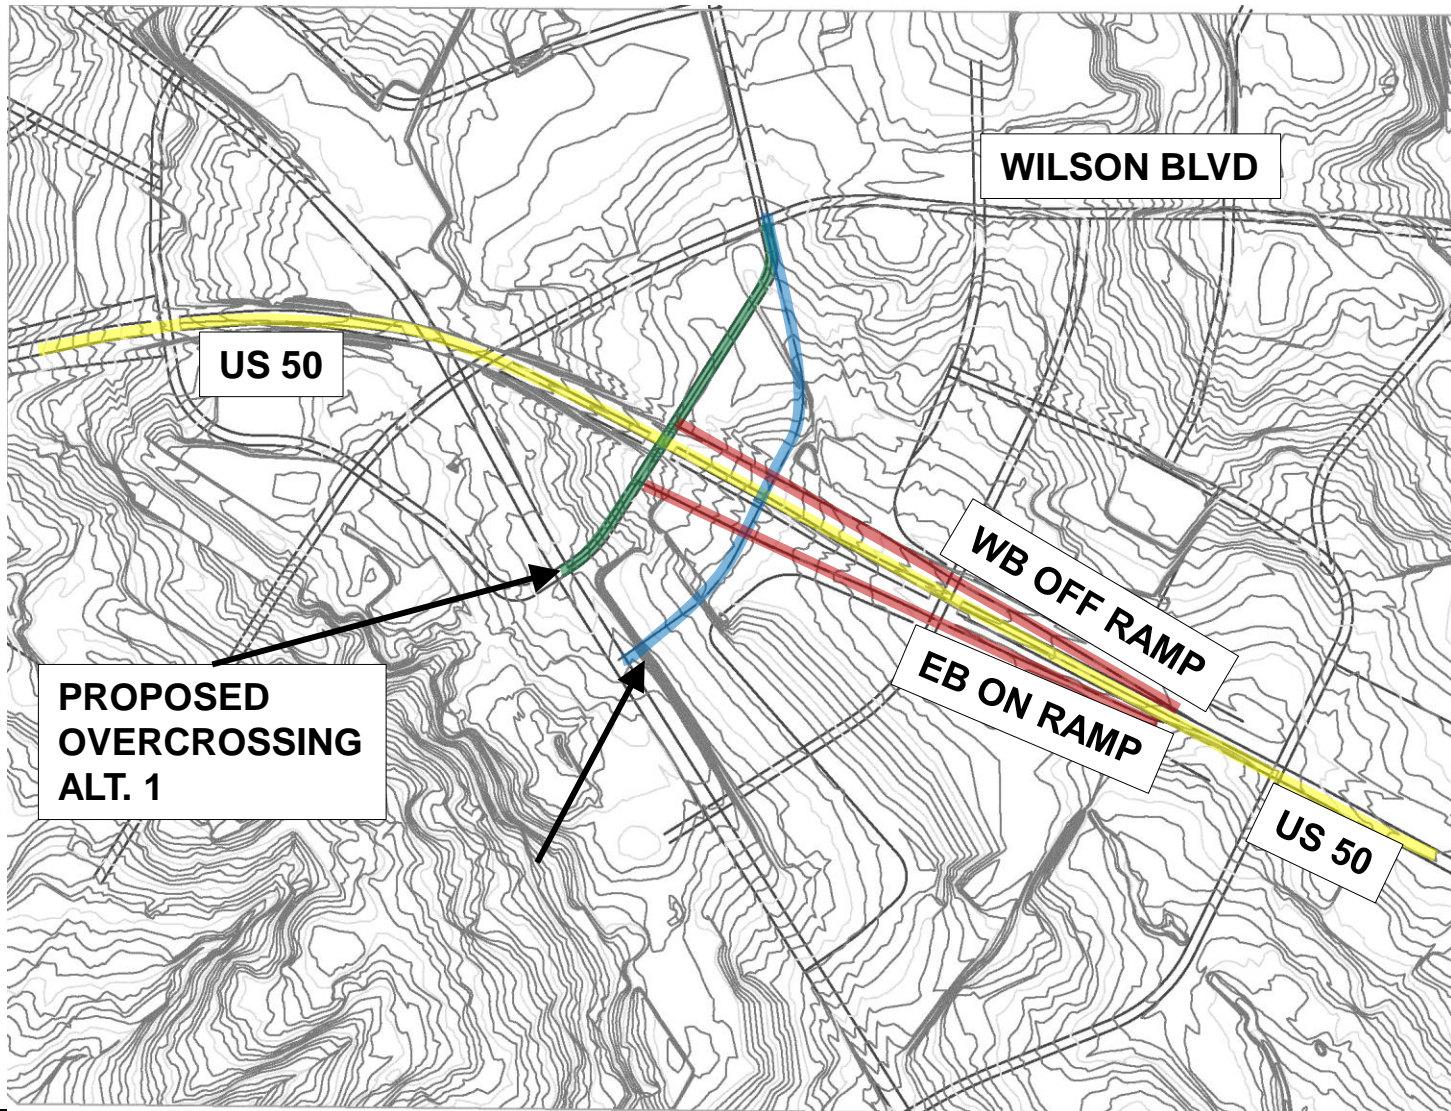 WILSON BLVD
US 50
WB OFF RAMP
EB ON RAMP
PROPOSED
OVERCROSSING
ALT. 1
US 50